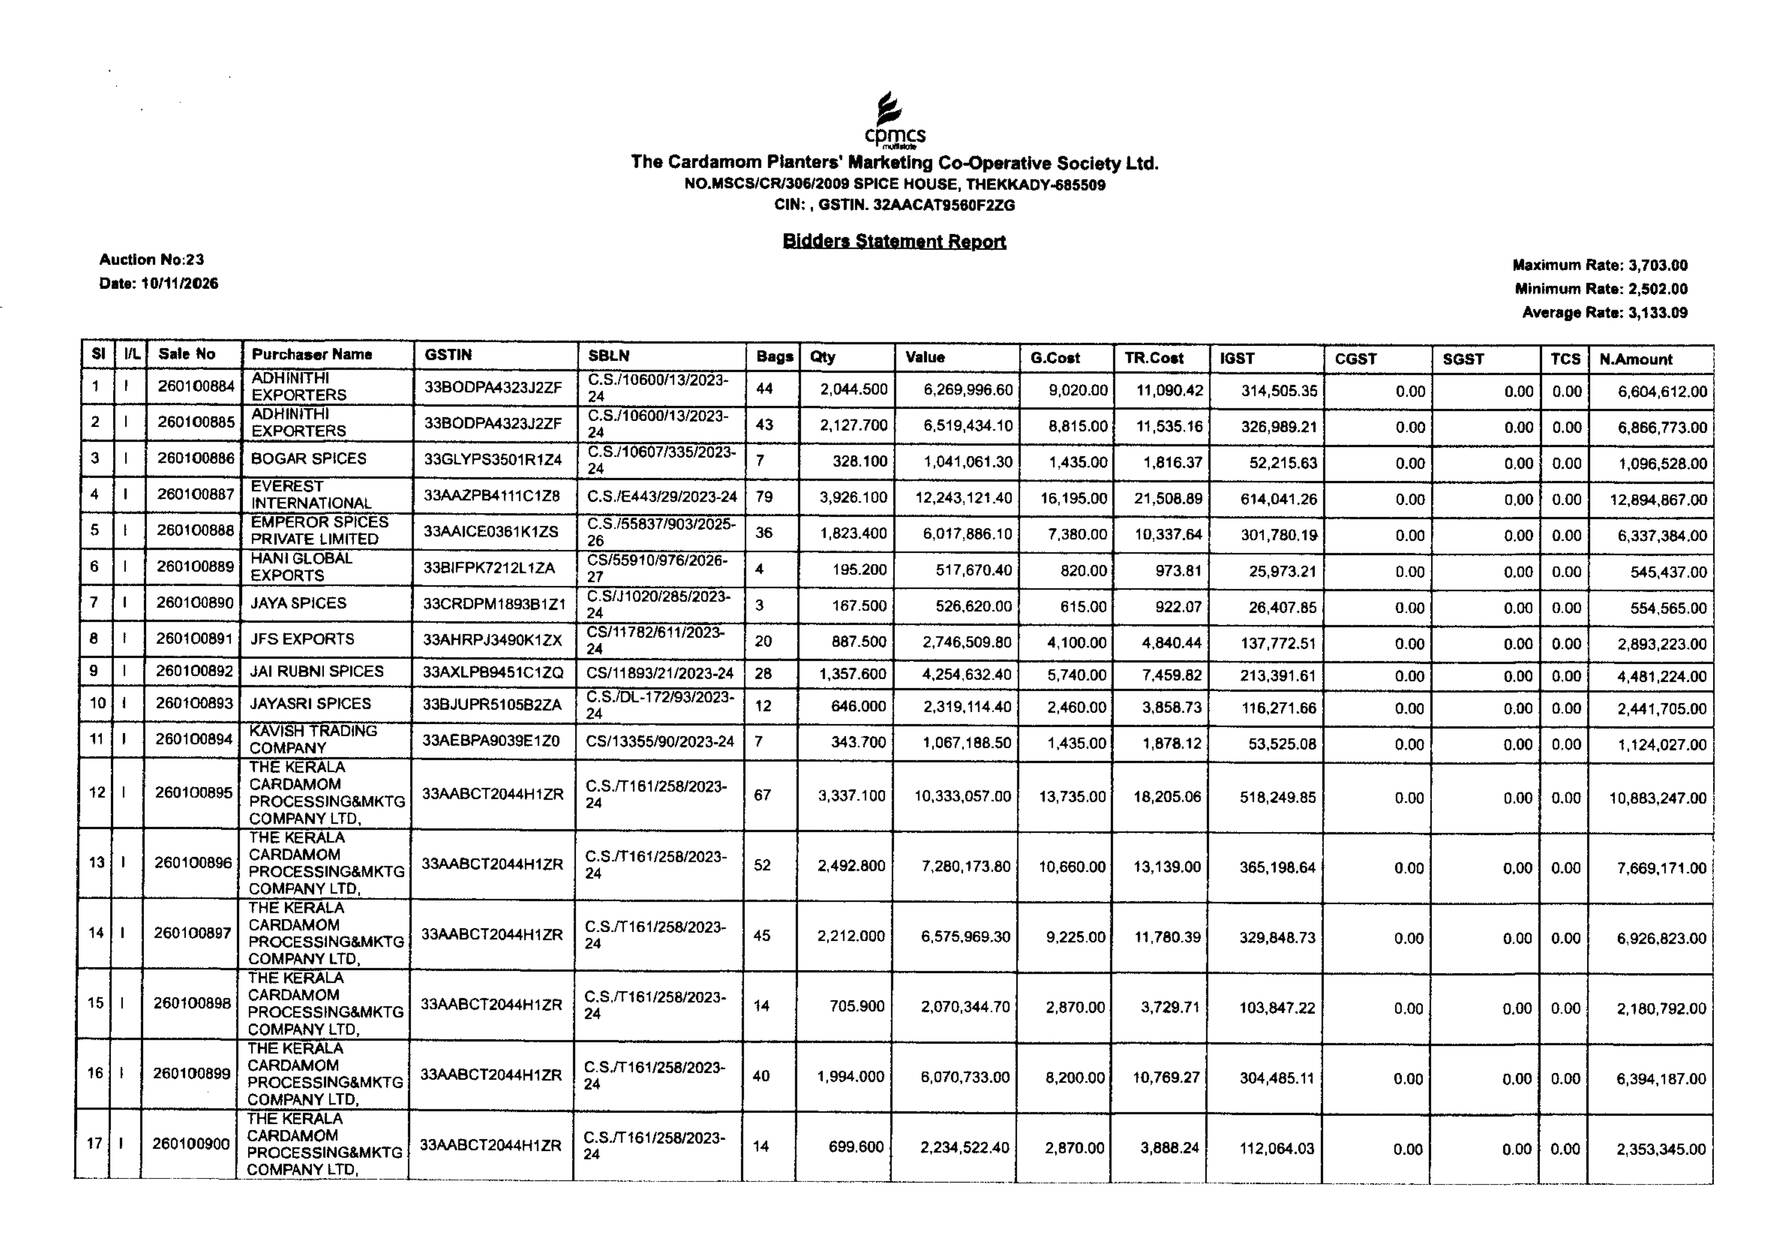 cpmcs
multistate
The Cardamom Planters' Marketing Co-Operative Society Ltd.
NO.MSCS/CR/306/2009 SPICE HOUSE, THEKKADY-685509
CIN: , GSTIN. 32AACAT9560F2ZG
Bidders Statement Report
Auction No:23
Date: 10/11/2026
Maximum Rate: 3,703.00
Minimum Rate: 2,502.00
Average Rate: 3,133.09
Sl I/L Sale No Purchaser Name GSTIN SBLN Bags Qty Value G.Cost TR.Cost IGST CGST SGST TCS N.Amount
1 I 260100884 ADHINITHI EXPORTERS 33BODPA4323J2ZF C.S./10600/13/2023-24 44 2,044.500 6,269,996.60 9,020.00 11,090.42 314,505.35 0.00 0.00 0.00 6,604,612.00
2 I 260100885 ADHINITHI EXPORTERS 33BODPA4323J2ZF C.S./10600/13/2023-24 43 2,127.700 6,519,434.10 8,815.00 11,535.16 326,989.21 0.00 0.00 0.00 6,866,773.00
3 I 260100886 BOGAR SPICES 33GLYPS3501R1Z4 C.S./10607/335/2023-24 7 328.100 1,041,061.30 1,435.00 1,816.37 52,215.63 0.00 0.00 0.00 1,096,528.00
4 I 260100887 EVEREST INTERNATIONAL 33AAZPB4111C1Z8 C.S./E443/29/2023-24 79 3,926.100 12,243,121.40 16,195.00 21,508.89 614,041.26 0.00 0.00 0.00 12,894,867.00
5 I 260100888 EMPEROR SPICES PRIVATE LIMITED 33AAICE0361K1ZS C.S./55837/903/2025-26 36 1,823.400 6,017,886.10 7,380.00 10,337.64 301,780.19 0.00 0.00 0.00 6,337,384.00
6 I 260100889 HANI GLOBAL EXPORTS 33BIFPK7212L1ZA CS/55910/976/2026-27 4 195.200 517,670.40 820.00 973.81 25,973.21 0.00 0.00 0.00 545,437.00
7 I 260100890 JAYA SPICES 33CRDPM1893B1Z1 C.S/J1020/285/2023-24 3 167.500 526,620.00 615.00 922.07 26,407.85 0.00 0.00 0.00 554,565.00
8 I 260100891 JFS EXPORTS 33AHRPJ3490K1ZX CS/11782/611/2023-24 20 887.500 2,746,509.80 4,100.00 4,840.44 137,772.51 0.00 0.00 0.00 2,893,223.00
9 I 260100892 JAI RUBNI SPICES 33AXLPB9451C1ZQ CS/11893/21/2023-24 28 1,357.600 4,254,632.40 5,740.00 7,459.82 213,391.61 0.00 0.00 0.00 4,481,224.00
10 I 260100893 JAYASRI SPICES 33BJUPR5105B2ZA C.S./DL-172/93/2023-24 12 646.000 2,319,114.40 2,460.00 3,858.73 116,271.66 0.00 0.00 0.00 2,441,705.00
11 I 260100894 KAVISH TRADING COMPANY 33AEBPA9039E1Z0 CS/13355/90/2023-24 7 343.700 1,067,188.50 1,435.00 1,878.12 53,525.08 0.00 0.00 0.00 1,124,027.00
12 I 260100895 THE KERALA CARDAMOM PROCESSING&MKTG COMPANY LTD, 33AABCT2044H1ZR C.S./T161/258/2023-24 67 3,337.100 10,333,057.00 13,735.00 18,205.06 518,249.85 0.00 0.00 0.00 10,883,247.00
13 I 260100896 THE KERALA CARDAMOM PROCESSING&MKTG COMPANY LTD, 33AABCT2044H1ZR C.S./T161/258/2023-24 52 2,492.800 7,280,173.80 10,660.00 13,139.00 365,198.64 0.00 0.00 0.00 7,669,171.00
14 I 260100897 THE KERALA CARDAMOM PROCESSING&MKTG COMPANY LTD, 33AABCT2044H1ZR C.S./T161/258/2023-24 45 2,212.000 6,575,969.30 9,225.00 11,780.39 329,848.73 0.00 0.00 0.00 6,926,823.00
15 I 260100898 THE KERALA CARDAMOM PROCESSING&MKTG COMPANY LTD, 33AABCT2044H1ZR C.S./T161/258/2023-24 14 705.900 2,070,344.70 2,870.00 3,729.71 103,847.22 0.00 0.00 0.00 2,180,792.00
16 I 260100899 THE KERALA CARDAMOM PROCESSING&MKTG COMPANY LTD, 33AABCT2044H1ZR C.S./T161/258/2023-24 40 1,994.000 6,070,733.00 8,200.00 10,769.27 304,485.11 0.00 0.00 0.00 6,394,187.00
17 I 260100900 THE KERALA CARDAMOM PROCESSING&MKTG COMPANY LTD, 33AABCT2044H1ZR C.S./T161/258/2023-24 14 699.600 2,234,522.40 2,870.00 3,888.24 112,064.03 0.00 0.00 0.00 2,353,345.00